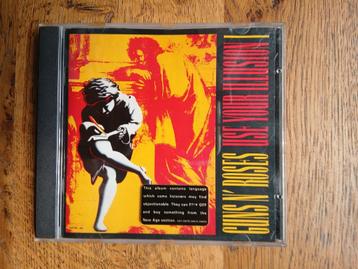 This album contains language
which some listeners may find
objectionable. They can F?!* OFF
and buy something from the
New Age section.
GUNS N' ROSES USE YOUR ILLUSION I